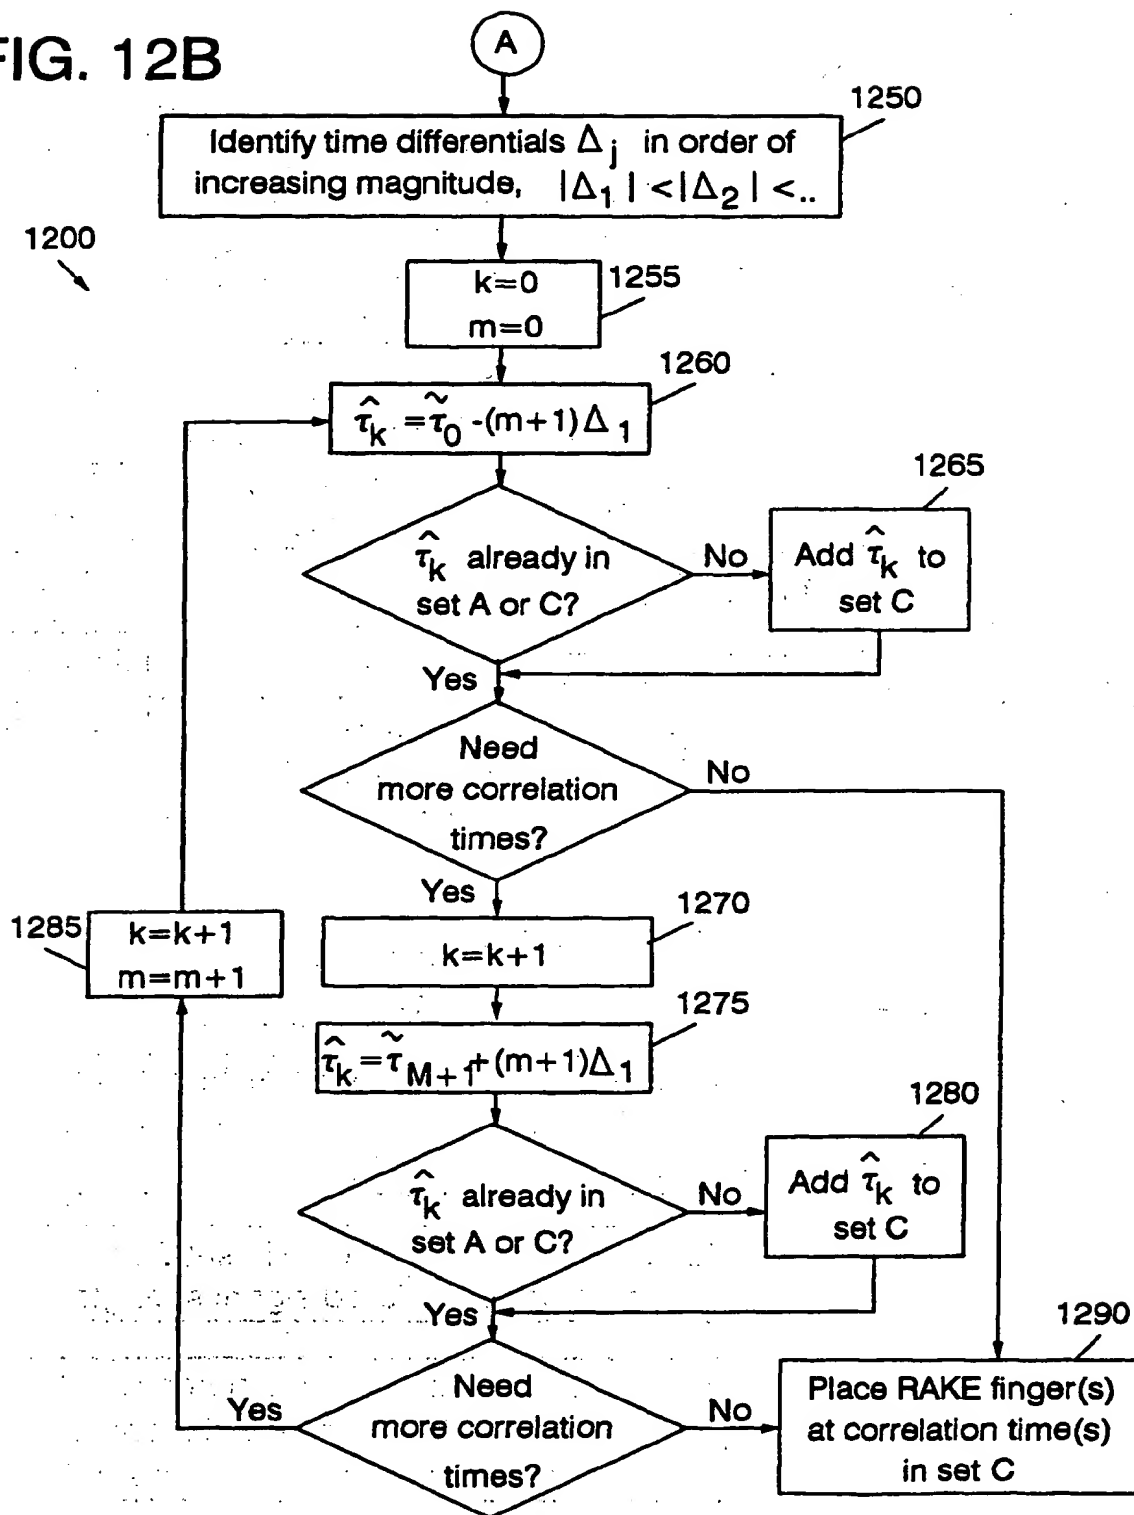 FIG. 12B
A
1250
Identify time differentials Δj in order of
increasing magnitude, |Δ1| <|Δ2| <..
1200
k=0
m=0
1255
1260
τ̂k = τ̃0 -(m+1)Δ1
1265
τ̂k already in
set A or C?
No
Add τ̂k to
set C
Yes
Need
more correlation
times?
No
Yes
1270
k=k+1
1285
k=k+1
m=m+1
1275
τ̂k = τ̃M+1 +(m+1)Δ1
1280
τ̂k already in
set A or C?
No
Add τ̂k to
set C
Yes
1290
Need
more correlation
times?
Yes
No
Place RAKE finger(s)
at correlation time(s)
in set C